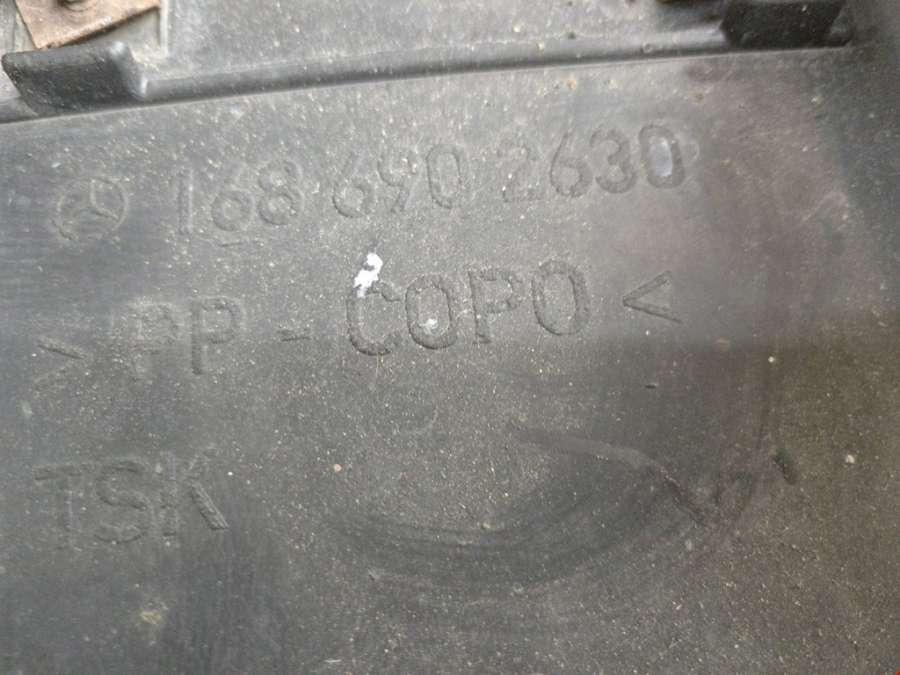 168 690 2630
>PP-COPO<
TSK